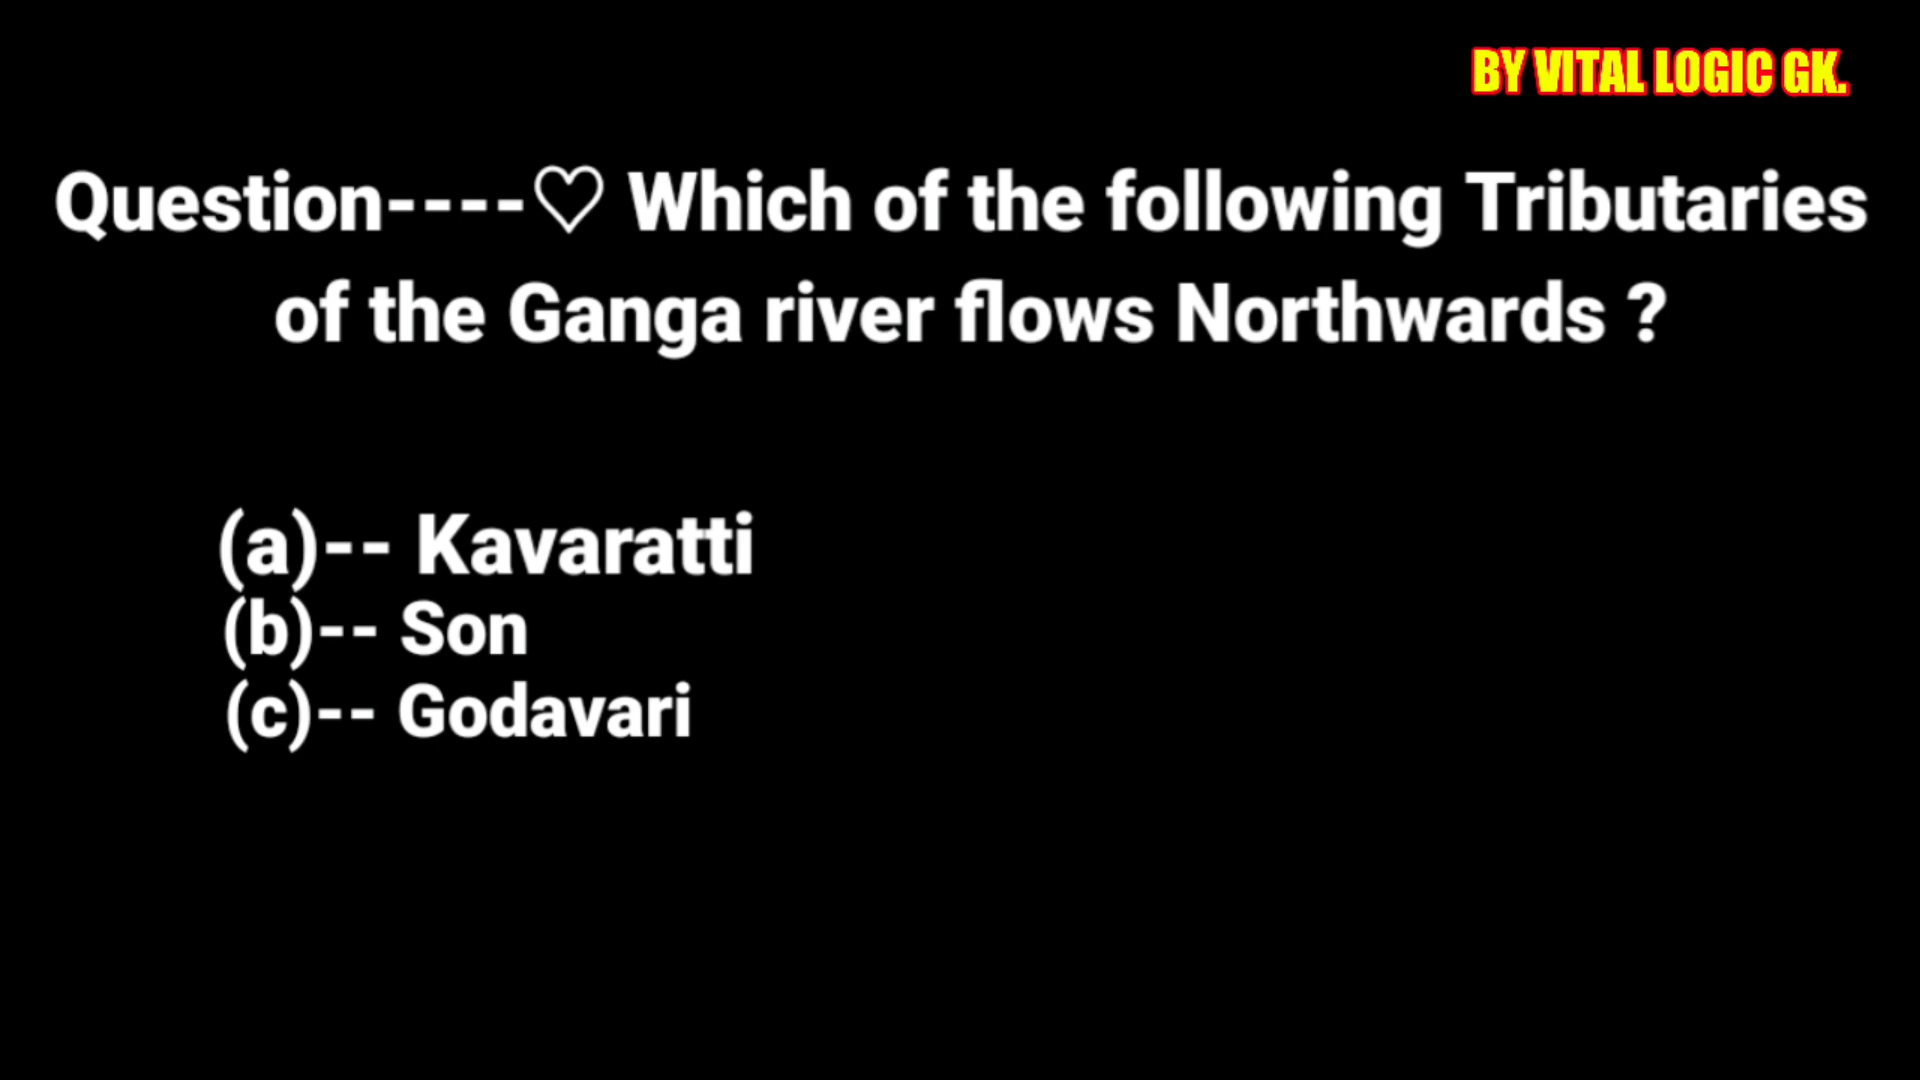 BY VITAL LOGIC GK.
Question----♡ Which of the following Tributaries
of the Ganga river flows Northwards ?
(a)-- Kavaratti
(b)-- Son
(c)-- Godavari